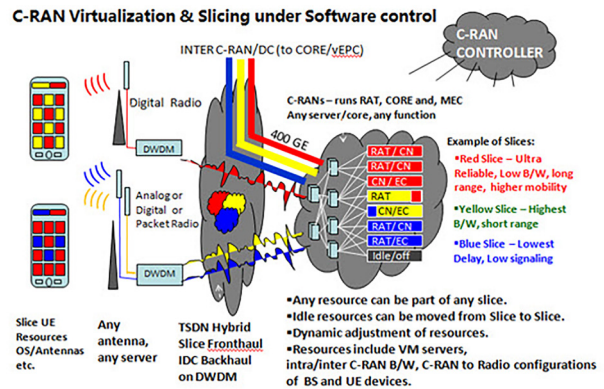 C-RAN Virtualization & Slicing under Software control
C-RAN
CONTROLLER
INTER C-RAN/DC (to CORE/vEPC)
Digital Radio
DWDM
400 GE
C-RANs – runs RAT, CORE and, MEC
Any server/core, any function
RAT/CN
RAT/CN
CN/EC
RAT
CN/EC
RAT/CN
RAT/EC
Idle/off
Example of Slices:
▪Red Slice – Ultra
Reliable, Low B/W, long
range, higher mobility
▪Yellow Slice – Highest
B/W, short range
▪Blue Slice – Lowest
Delay, Low signaling
Analog or
Digital or
Packet Radio
DWDM
Slice UE
Resources
OS/Antennas
etc.
Any
antenna,
any server
TSDN Hybrid
Slice Fronthaul
IDC Backhaul
on DWDM
▪Any resource can be part of any slice.
▪Idle resources can be moved from Slice to Slice.
▪Dynamic adjustment of resources.
▪Resources include VM servers,
intra/inter C-RAN B/W, C-RAN to Radio configurations
of BS and UE devices.